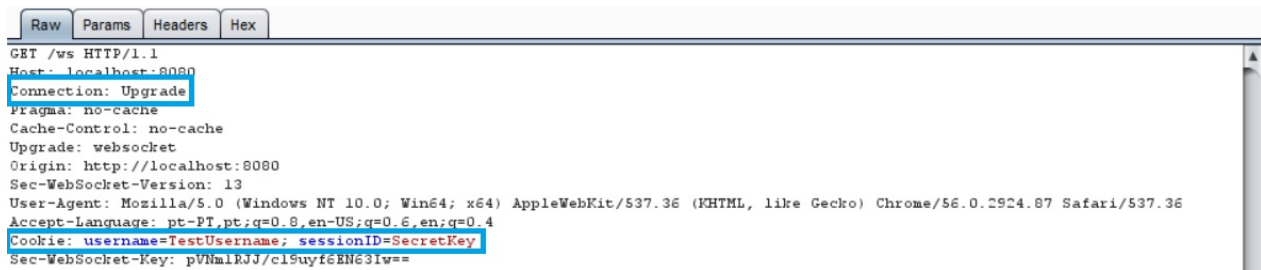 Raw Params Headers Hex
GET /ws HTTP/1.1
Host: localhost:8080
Connection: Upgrade
Pragma: no-cache
Cache-Control: no-cache
Upgrade: websocket
Origin: http://localhost:8080
Sec-WebSocket-Version: 13
User-Agent: Mozilla/5.0 (Windows NT 10.0; Win64; x64) AppleWebKit/537.36 (KHTML, like Gecko) Chrome/56.0.2924.87 Safari/537.36
Accept-Language: pt-PT,pt;q=0.8,en-US;q=0.6,en;q=0.4
Cookie: username=TestUsername; sessionID=SecretKey
Sec-WebSocket-Key: pVNmlRJJ/cl9uyf6EN63Iw==